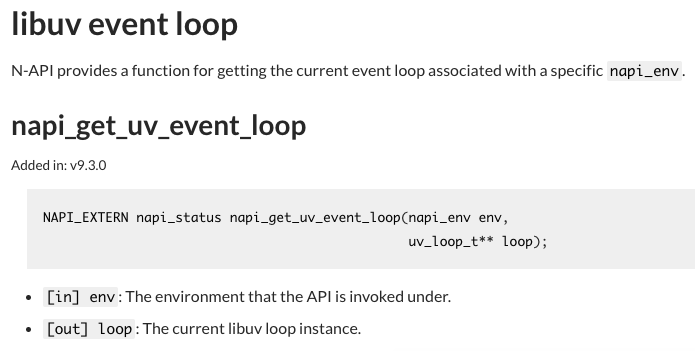 libuv event loop
N-API provides a function for getting the current event loop associated with a specific napi_env.
napi_get_uv_event_loop
Added in: v9.3.0
NAPI_EXTERN napi_status napi_get_uv_event_loop(napi_env env,
uv_loop_t** loop);
• [in] env: The environment that the API is invoked under.
• [out] loop: The current libuv loop instance.